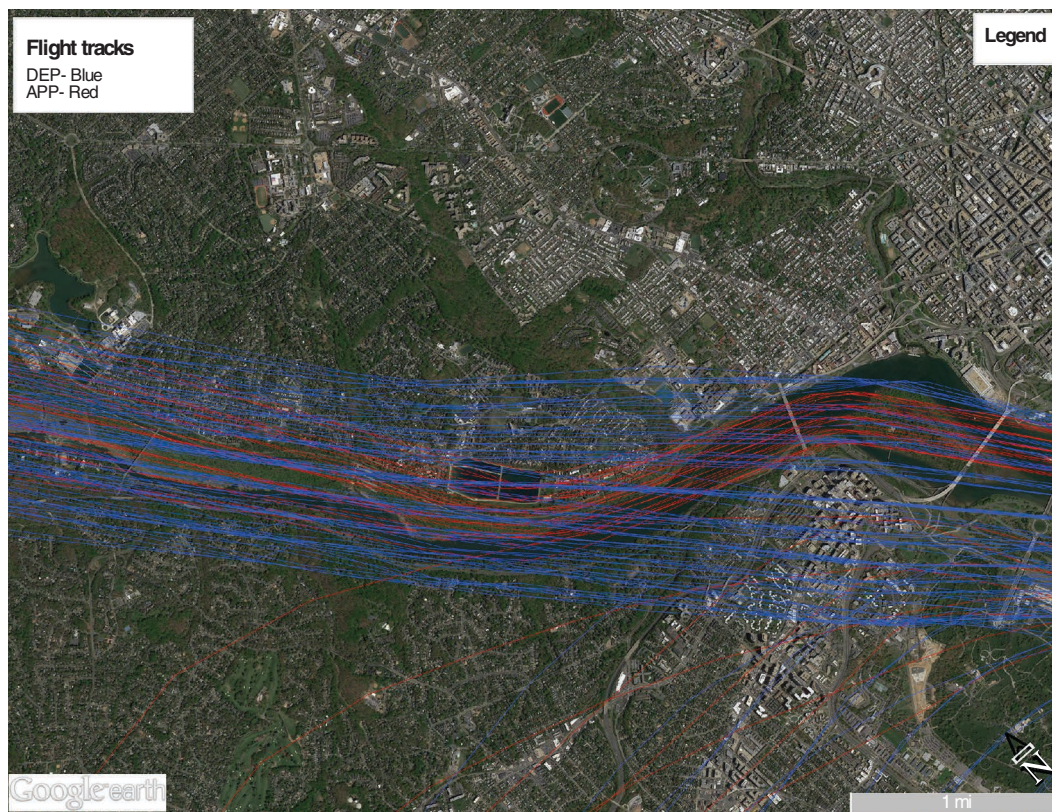 Flight tracks
DEP- Blue
APP- Red
Legend
Google earth
N
1 mi